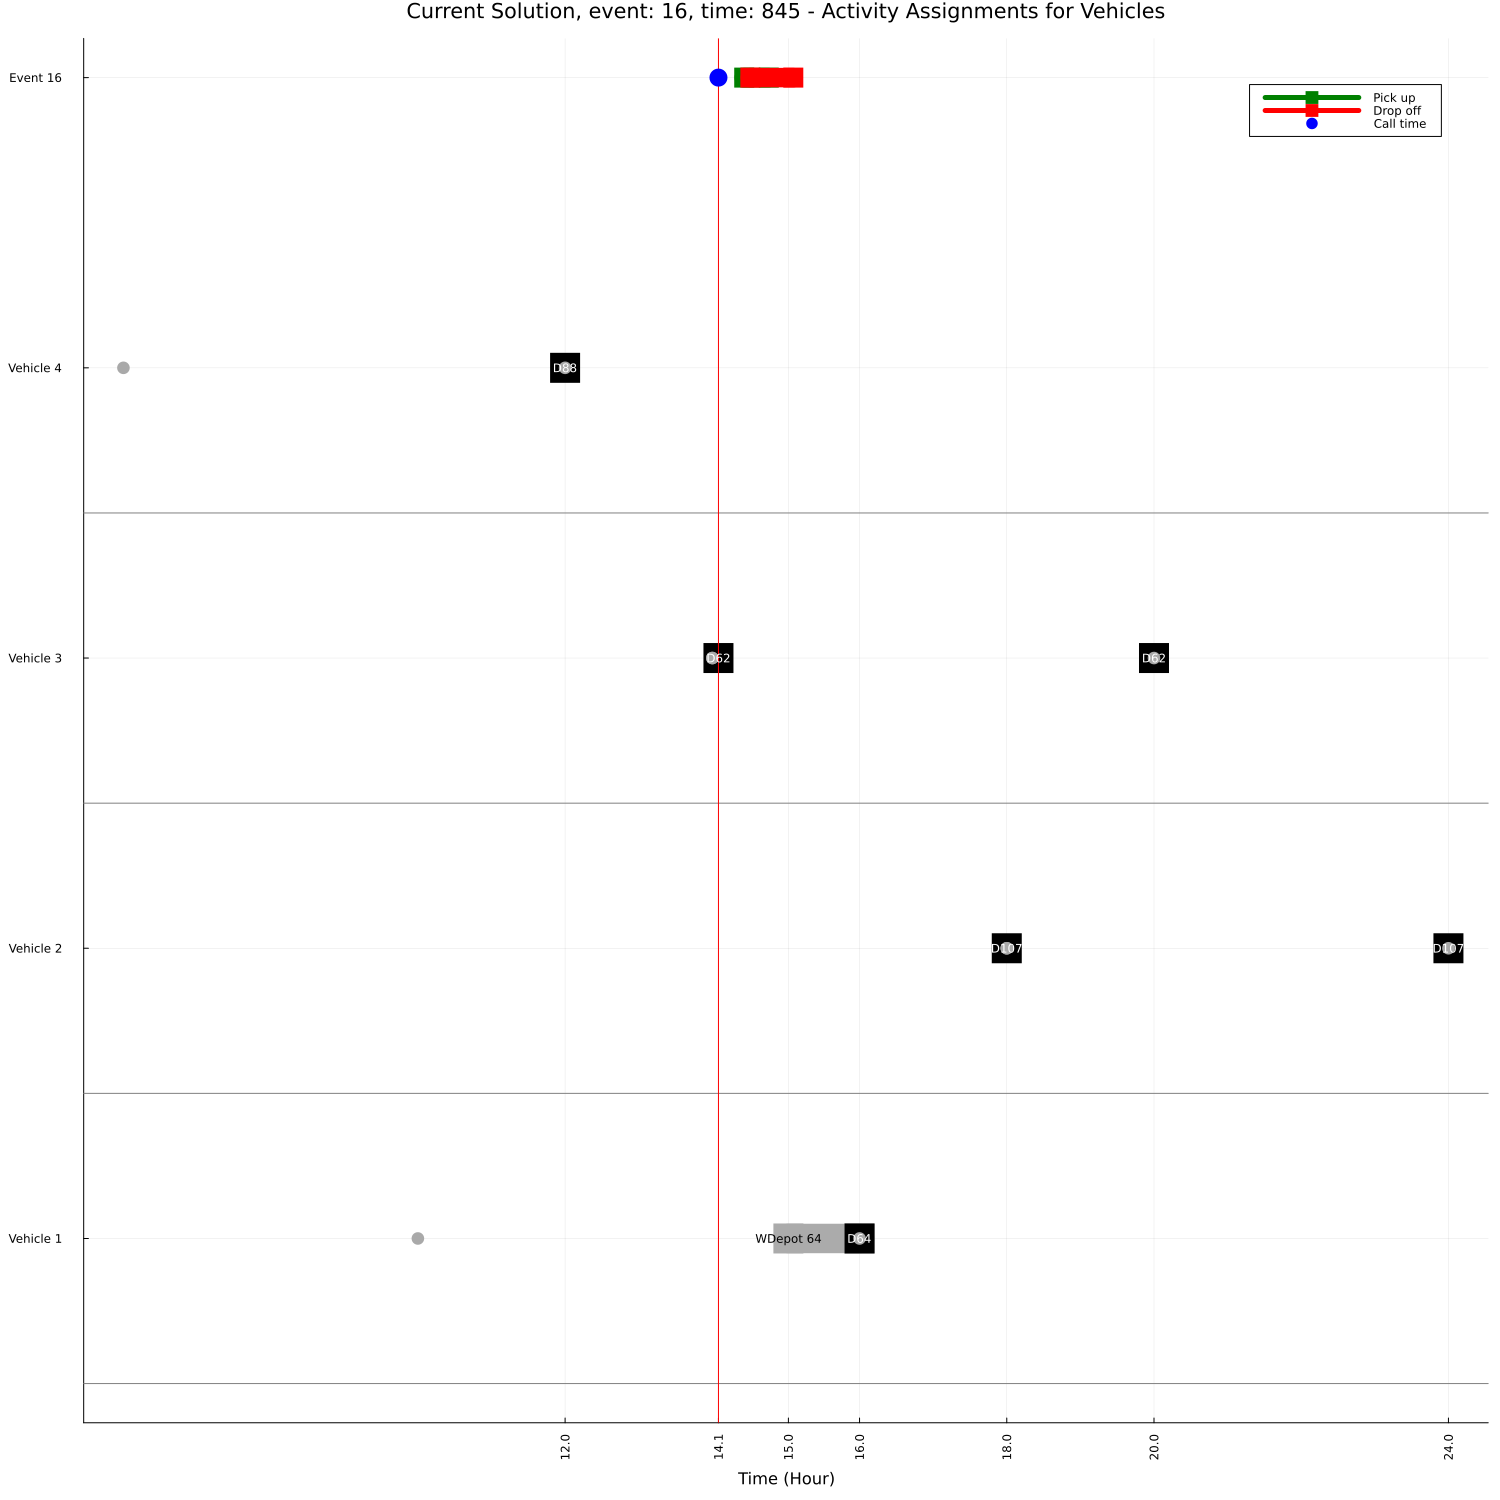 Current Solution, event: 16, time: 845 - Activity Assignments for Vehicles
Event 16
Pick up
Drop off
Call time
Vehicle 4
D88
Vehicle 3
D62
D62
Vehicle 2
D107
D107
Vehicle 1
WDepot 64
D64
12.0
14.1
15.0
16.0
18.0
20.0
24.0
Time (Hour)